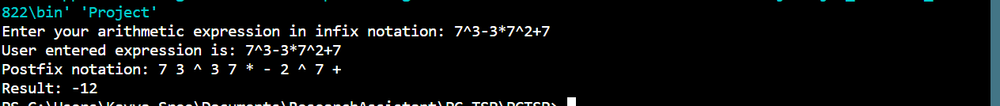 822\bin' 'Project'
Enter your arithmetic expression in infix notation: 7^3-3*7^2+7
User entered expression is: 7^3-3*7^2+7
Postfix notation: 7 3 ^ 3 7 * - 2 ^ 7 +
Result: -12
PS C:\Users\Kavya Sree\Documents\ResearchAssistant\PG-TSP\PGTSP>